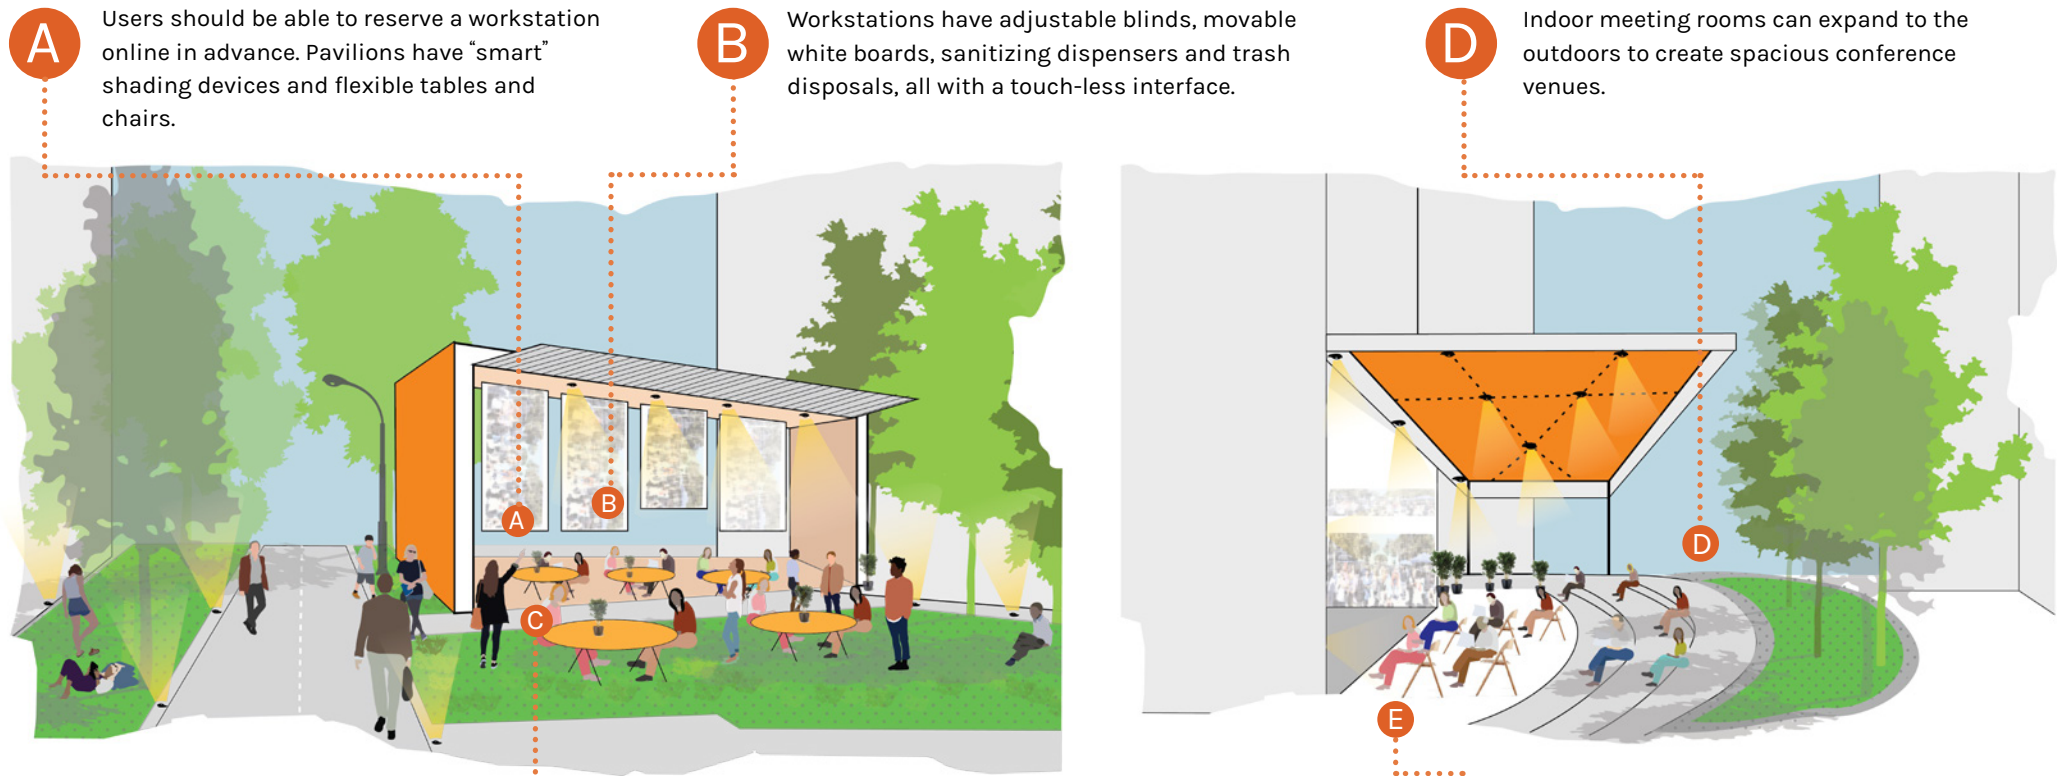 A
Users should be able to reserve a workstation
online in advance. Pavilions have “smart”
shading devices and flexible tables and
chairs.
B
Workstations have adjustable blinds, movable
white boards, sanitizing dispensers and trash
disposals, all with a touch-less interface.
D
Indoor meeting rooms can expand to the
outdoors to create spacious conference
venues.
A
B
C
D
E